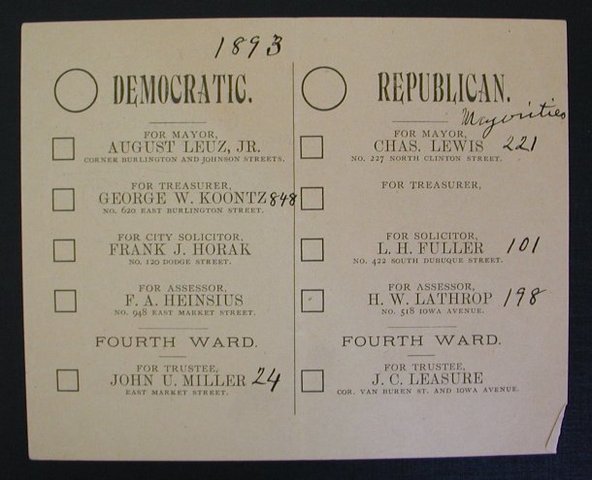 1893
DEMOCRATIC.
FOR MAYOR,
AUGUST LEUZ, JR.
CORNER BURLINGTON AND JOHNSON STREETS.
FOR TREASURER,
GEORGE W. KOONTZ 848
NO. 620 EAST BURLINGTON STREET.
FOR CITY SOLICITOR,
FRANK J. HORAK
NO. 120 DODGE STREET.
FOR ASSESSOR,
F. A. HEINSIUS
NO. 948 EAST MARKET STREET.
FOURTH WARD.
FOR TRUSTEE,
JOHN U. MILLER 24
EAST MARKET STREET.
REPUBLICAN.
Majorities
FOR MAYOR,
CHAS. LEWIS 221
NO. 227 NORTH CLINTON STREET.
FOR TREASURER,
FOR SOLICITOR,
L. H. FULLER 101
NO. 422 SOUTH DUBUQUE STREET.
FOR ASSESSOR,
H. W. LATHROP 198
NO. 518 IOWA AVENUE.
FOURTH WARD.
FOR TRUSTEE,
J. C. LEASURE
COR. VAN BUREN ST. AND IOWA AVENUE.